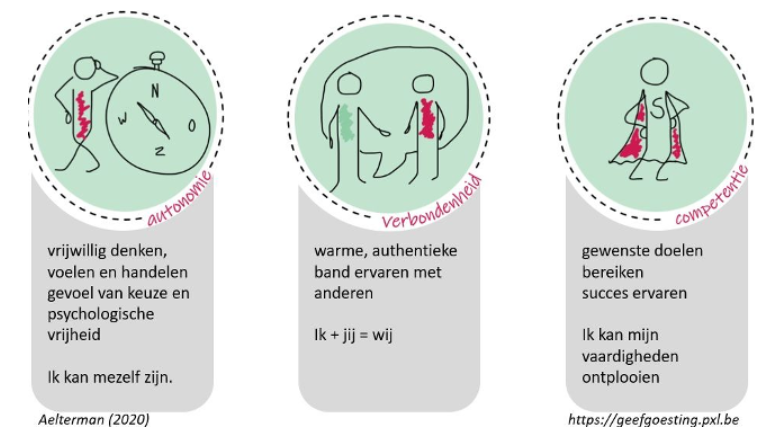 N
W
O
Z
autonomie
vrijwillig denken,
voelen en handelen
gevoel van keuze en
psychologische
vrijheid
Ik kan mezelf zijn.
verbondenheid
warme, authentieke
band ervaren met
anderen
Ik + jij = wij
S
competentie
gewenste doelen
bereiken
succes ervaren
Ik kan mijn
vaardigheden
ontplooien
Aelterman (2020)
https://geefgoesting.pxl.be